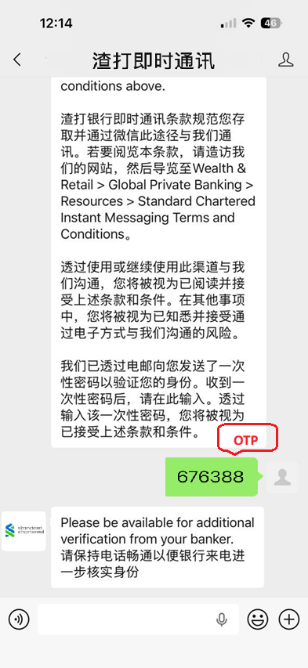 12:14
46
渣打即时通讯
conditions above.
渣打银行即时通讯条款规范您存
取并通过微信此途径与我们通
讯。若要阅览本条款，请造访我
们的网站，然后导览至Wealth &
Retail > Global Private Banking >
Resources > Standard Chartered
Instant Messaging Terms and
Conditions。
透过使用或继续使用此渠道与我
们沟通，您将被视为已阅读并接
受上述条款和条件。在其他事项
中，您将被视为已知悉并接受通
过电子方式与我们沟通的风险。
我们已透过电邮向您发送了一次
性密码以验证您的身份。收到一
次性密码后，请在此输入。透过
输入该一次性密码，您将被视为
已接受上述条款和条件。
OTP
676388
standard
chartered
Please be available for additional
verification from your banker.
请保持电话畅通以便银行来电进
一步核实身份